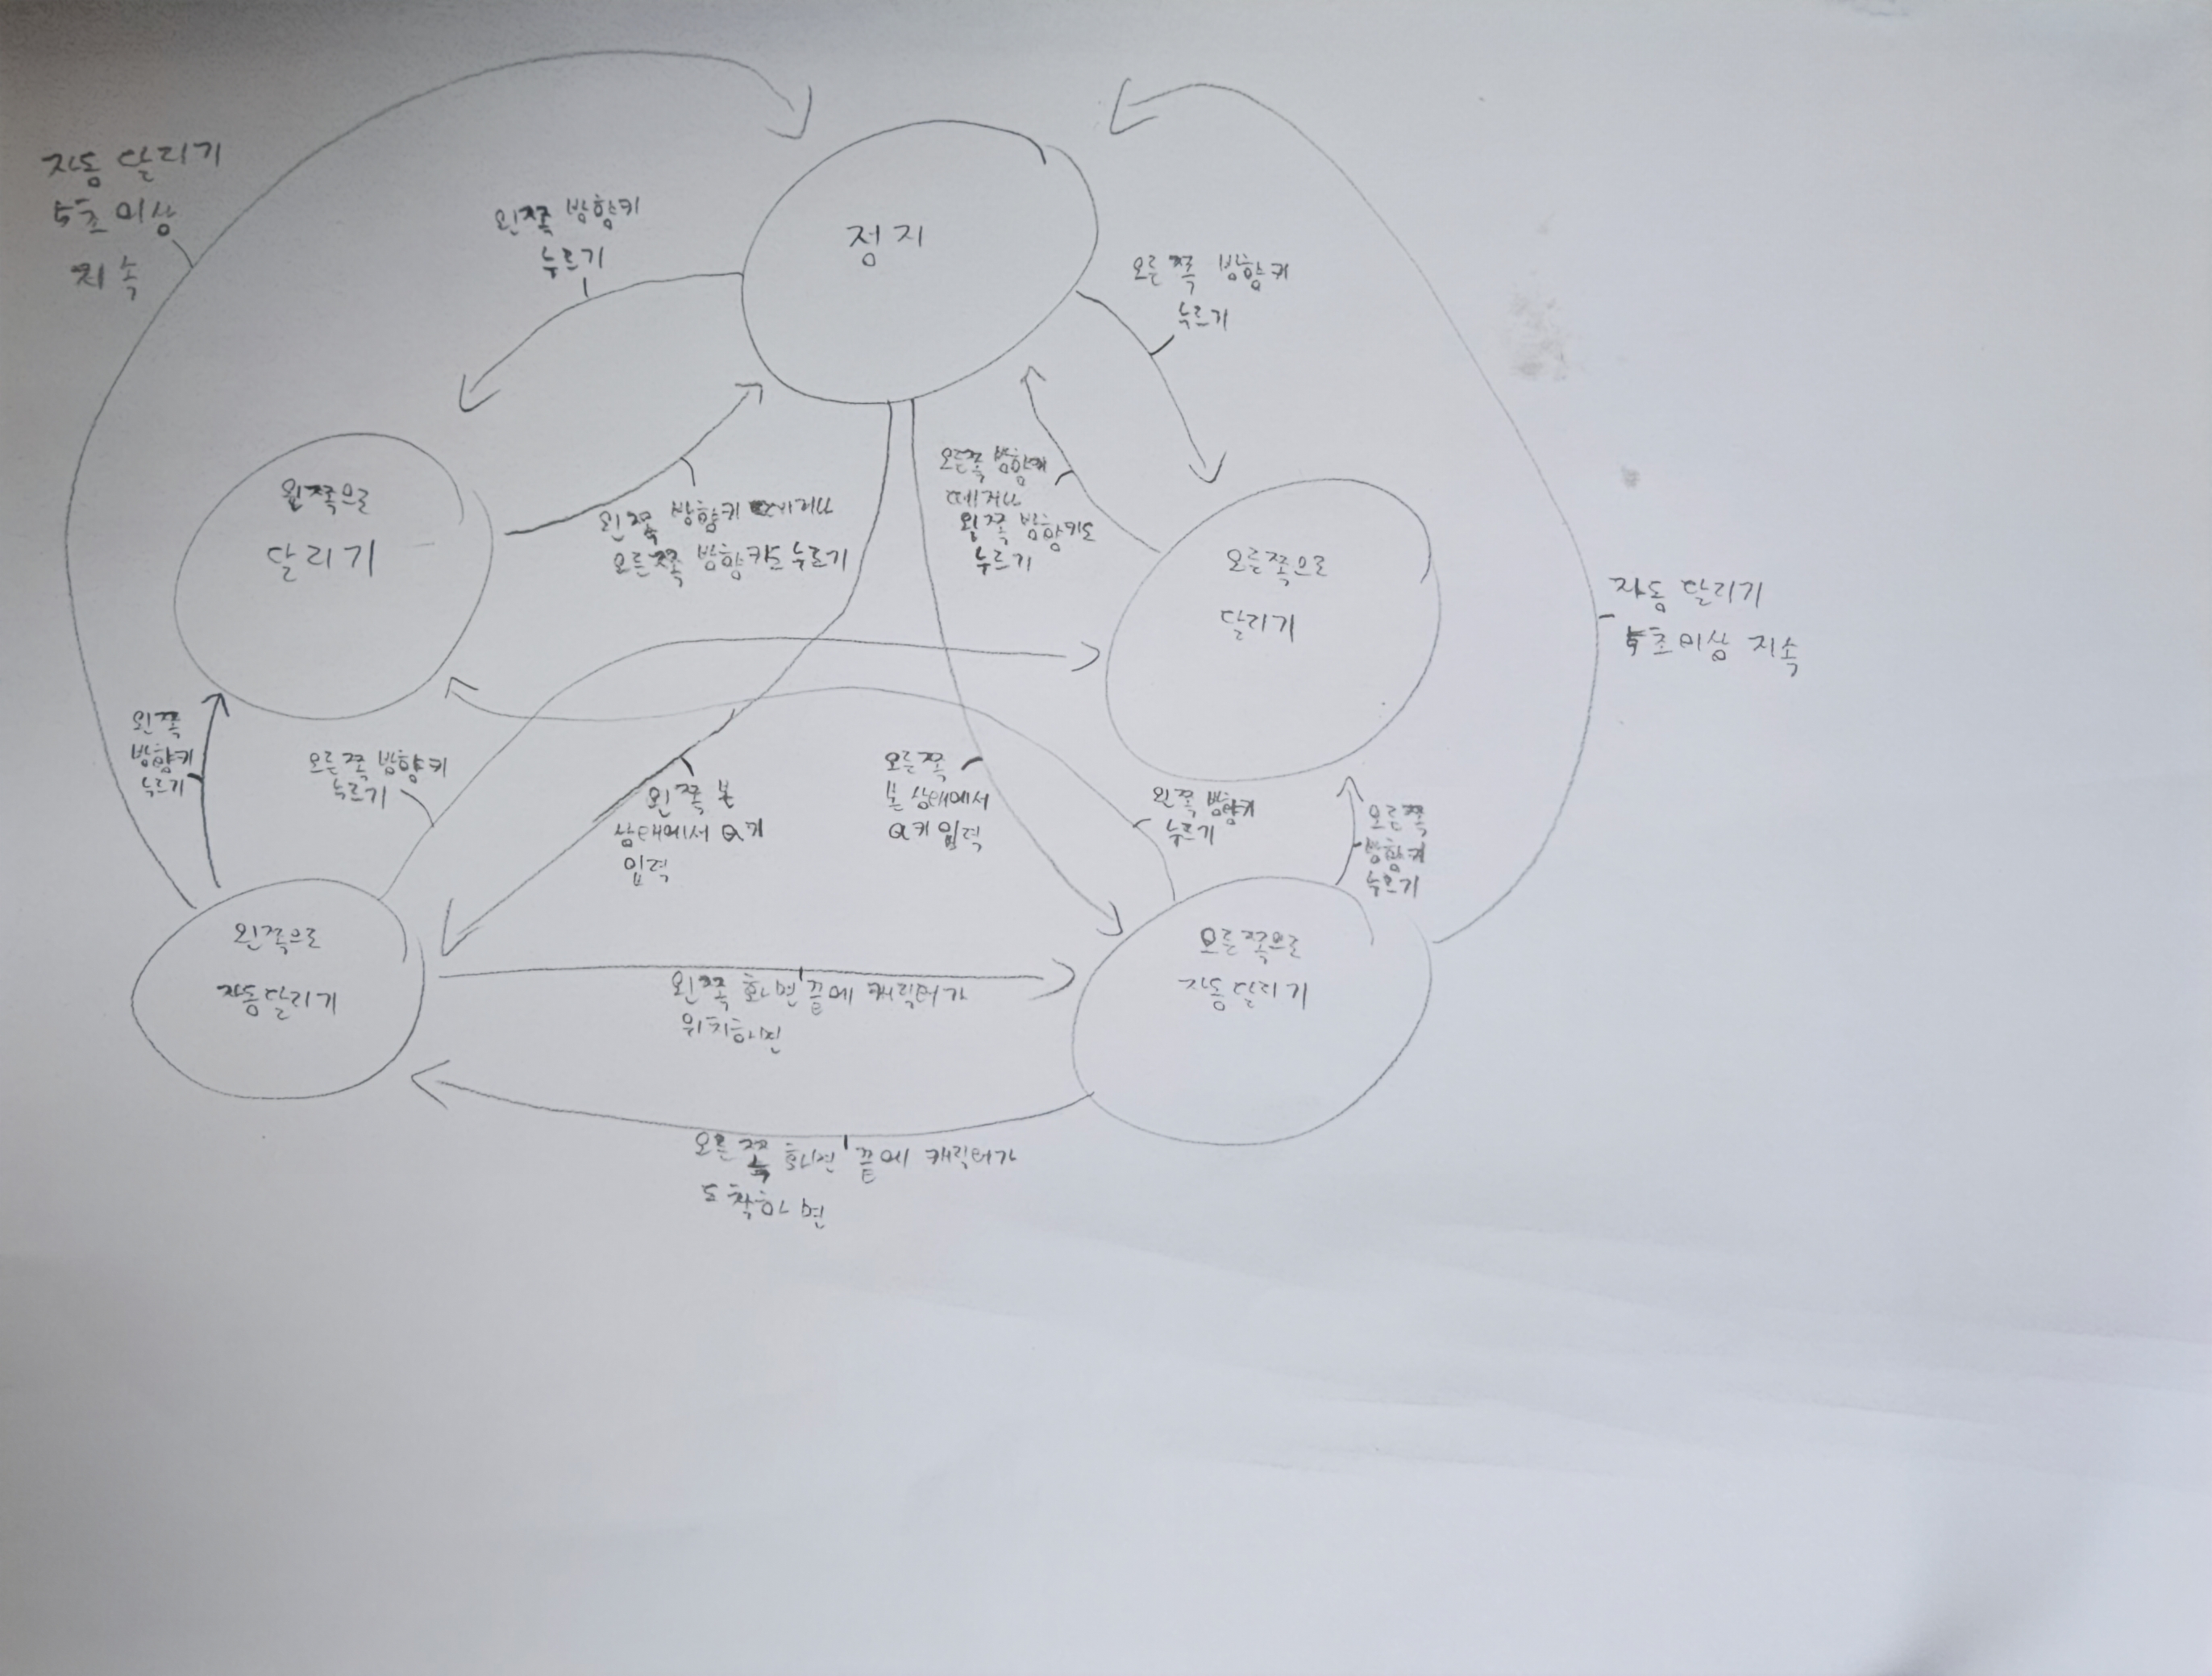 자동 달리기
5초 이상
지속
왼쪽 방향키
누르기
정지
오른쪽 방향키
누르기
왼쪽으로
달리기
왼쪽 방향키 떼거나
오른쪽 방향키도 누르기
오른쪽 방향키
떼거나
왼쪽 방향키도
누르기
오른쪽으로
달리기
자동 달리기
5초 이상 지속
왼쪽
방향키
누르기
오른쪽 방향키
누르기
왼쪽 본
상태에서 Q키
입력
오른쪽
본 상태에서
Q키 입력
왼쪽 방향키
누르기
오른쪽
방향키
누르기
왼쪽으로
자동달리기
오른쪽으로
자동달리기
왼쪽 화면 끝에 캐릭터가
위치하면
오른쪽 화면 끝에 캐릭터가
도착하면